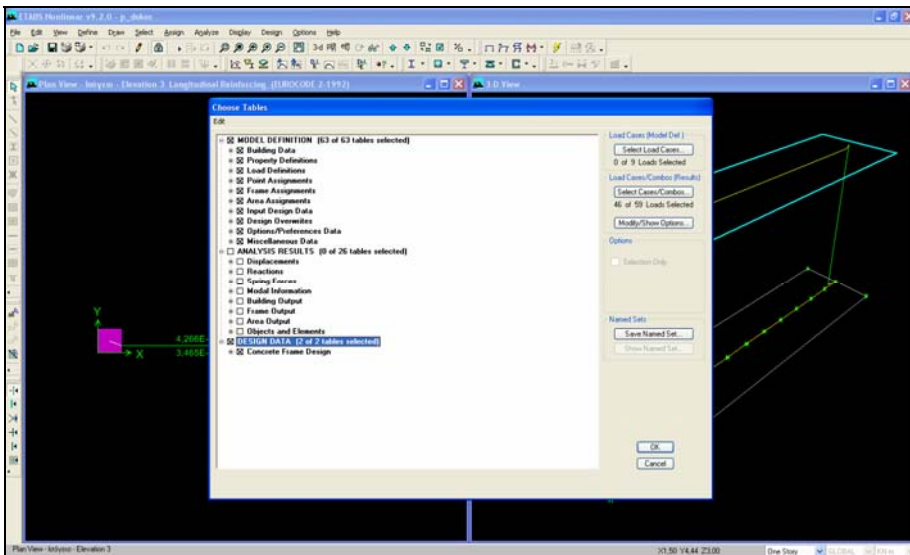 ETABS Nonlinear v9.2.0 - p_dokos
File Edit View Define Draw Select Assign Analyze Display Design Options Help
Elevation 3 Longitudinal Reinforcing (EUROCODE 2-1992)
3-D View
Choose Tables
Edit
MODEL DEFINITION (63 of 63 tables selected)
Building Data
Property Definitions
Load Definitions
Point Assignments
Frame Assignments
Area Assignments
Input Design Data
Design Overwrites
Options/Preferences Data
Miscellaneous Data
ANALYSIS RESULTS (0 of 26 tables selected)
Displacements
Reactions
Spring Forces
Modal Information
Building Output
Frame Output
Area Output
Objects and Elements
DESIGN DATA (2 of 2 tables selected)
Concrete Frame Design
Load Cases (Model Def.)
Select Load Cases...
0 of 9 Loads Selected
Load Cases/Combos (Results)
Select Cases/Combos...
46 of 59 Loads Selected
Modify/Show Options...
Options
Selection Only
Named Sets
Save Named Set...
Show Named Set...
OK
Cancel
Y
X
4.266E-
3.465E-
Plan View - Elevation 3
X1.50 Y4.44 Z3.00
One Story
GLOBAL